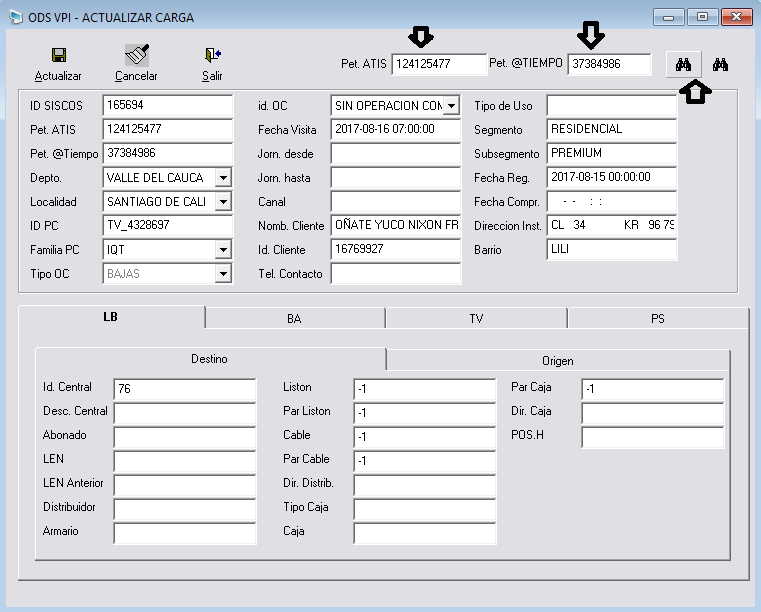 ODS VPI - ACTUALIZAR CARGA
Actualizar Cancelar Salir Pet. ATIS 124125477 Pet. @TIEMPO 37384986
ID SISCOS 165694 id. OC SIN OPERACION COM Tipo de Uso
Pet. ATIS 124125477 Fecha Visita 2017-08-16 07:00:00 Segmento RESIDENCIAL
Pet. @Tiempo 37384986 Jorn. desde Subsegmento PREMIUM
Depto. VALLE DEL CAUCA Jorn. hasta Fecha Reg. 2017-08-15 00:00:00
Localidad SANTIAGO DE CALI Canal Fecha Compr. - - : :
ID PC TV_4328697 Nomb. Cliente OÑATE YUCO NIXON FR Direccion Inst. CL 34 KR 96 79
Familia PC IQT Id. Cliente 16769927 Barrio LILI
Tipo OC BAJAS Tel. Contacto
LB BA TV PS
Destino Origen
Id. Central 76 Liston -1 Par Caja -1
Desc. Central Par Liston -1 Dir. Caja
Abonado Cable -1 POS.H
LEN Par Cable -1
LEN Anterior Dir. Distrib.
Distribuidor Tipo Caja
Armario Caja